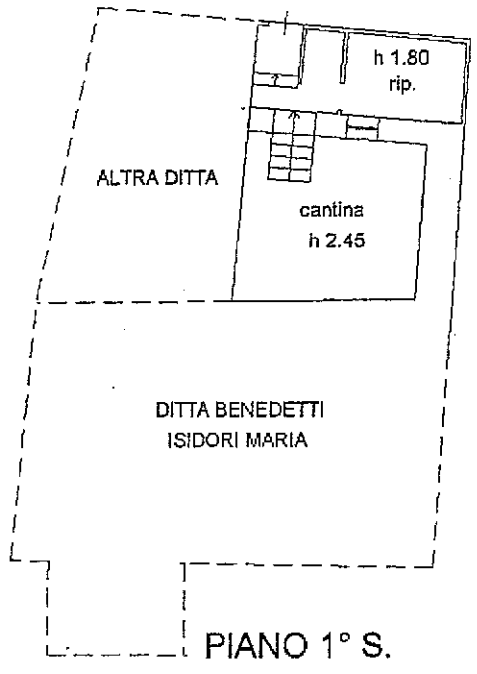 h 1.80
rip.
ALTRA DITTA
cantina
h 2.45
DITTA BENEDETTI
ISIDORI MARIA
PIANO 1° S.